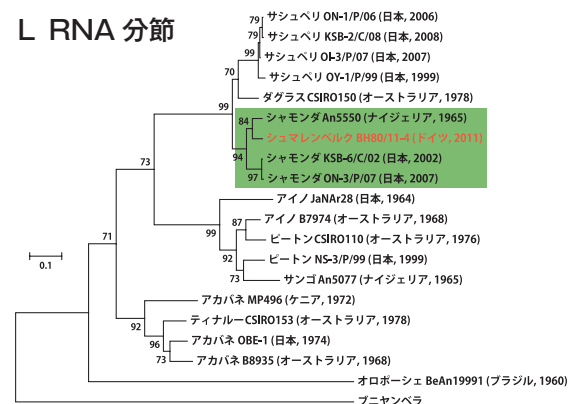 L RNA 分節
79
サシュペリ ON-1/P/06 (日本, 2006)
79
サシュペリ KSB-2/C/08 (日本, 2008)
99
サシュペリ OI-3/P/07 (日本, 2007)
サシュペリ OY-1/P/99 (日本, 1999)
70
ダグラス CSIRO150 (オーストラリア, 1978)
99
84
シャモンダ An5550 (ナイジェリア, 1965)
シュマレンベルク BH80/11-4 (ドイツ, 2011)
94
シャモンダ KSB-6/C/02 (日本, 2002)
97
シャモンダ ON-3/P/07 (日本, 2007)
73
アイノ JaNAr28 (日本, 1964)
99
87
アイノ B7974 (オーストラリア, 1968)
ピートン CSIRO110 (オーストラリア, 1976)
92
ピートン NS-3/P/99 (日本, 1999)
73
サンゴ An5077 (ナイジェリア, 1965)
71
0.1
アカバネ MP496 (ケニア, 1972)
92
ティナルー CSIRO153 (オーストラリア, 1978)
96
アカバネ OBE-1 (日本, 1974)
73
アカバネ B8935 (オーストラリア, 1968)
オロポーシェ BeAn19991 (ブラジル, 1960)
ブニヤンベラ